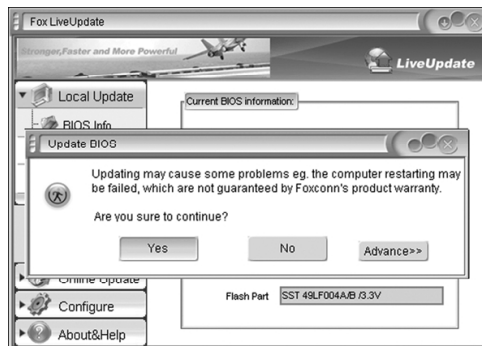 Fox LiveUpdate
Stronger,Faster and More Powerful
LiveUpdate
Local Update
Current BIOS information:
BIOS Info
Update BIOS
Updating may cause some problems eg. the computer restarting may
be failed, which are not guaranteed by Foxconn's product warranty.
Are you sure to continue?
Yes
No
Advance>>
Online Update
Flash Part
SST 49LF004A/B /3.3V
Configure
About&Help